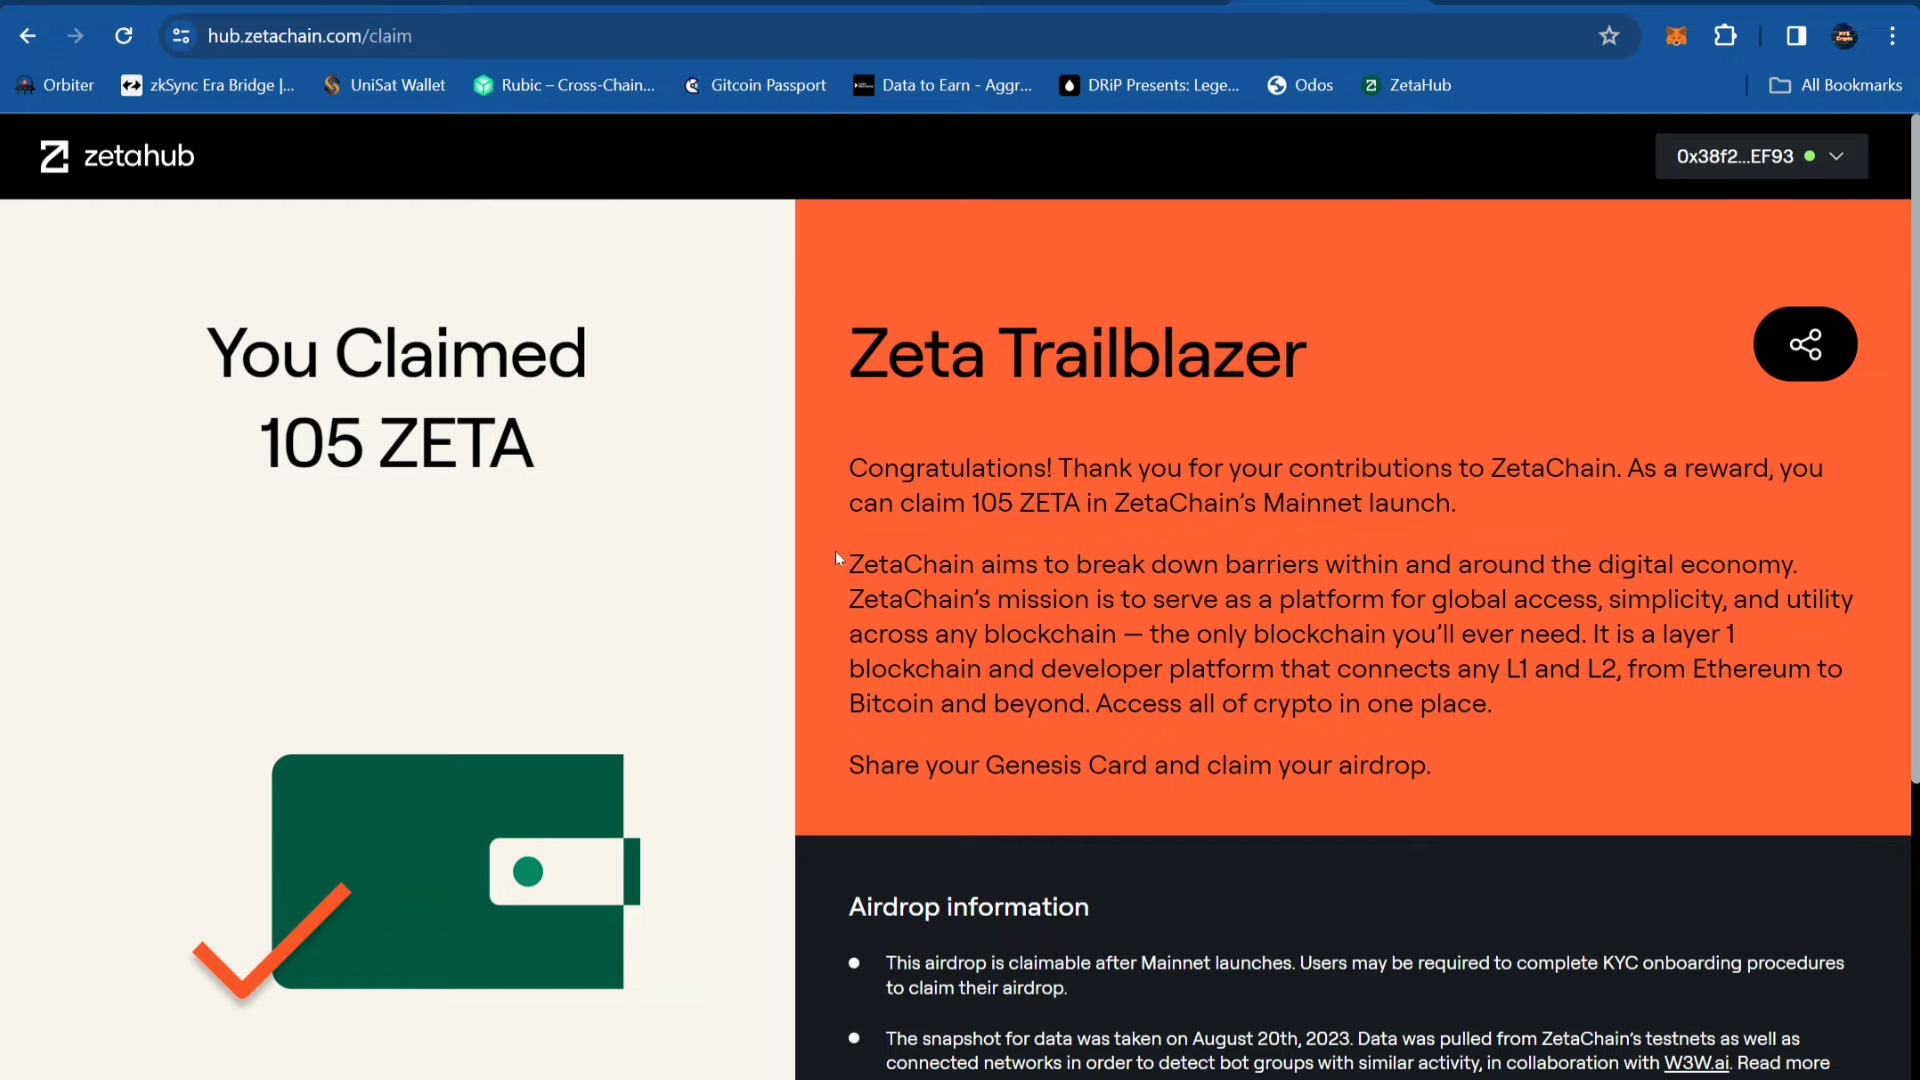 hub.zetachain.com/claim
Orbiter
zkSync Era Bridge |...
UniSat Wallet
Rubic – Cross-Chain...
Gitcoin Passport
Data to Earn - Aggr...
DRiP Presents: Lege...
Odos
ZetaHub
All Bookmarks
zetahub
0x38f2...EF93
You Claimed
105 ZETA
Zeta Trailblazer
Congratulations! Thank you for your contributions to ZetaChain. As a reward, you
can claim 105 ZETA in ZetaChain’s Mainnet launch.
ZetaChain aims to break down barriers within and around the digital economy.
ZetaChain’s mission is to serve as a platform for global access, simplicity, and utility
across any blockchain — the only blockchain you’ll ever need. It is a layer 1
blockchain and developer platform that connects any L1 and L2, from Ethereum to
Bitcoin and beyond. Access all of crypto in one place.
Share your Genesis Card and claim your airdrop.
Airdrop information
This airdrop is claimable after Mainnet launches. Users may be required to complete KYC onboarding procedures
to claim their airdrop.
The snapshot for data was taken on August 20th, 2023. Data was pulled from ZetaChain’s testnets as well as
connected networks in order to detect bot groups with similar activity, in collaboration with W3W.ai. Read more